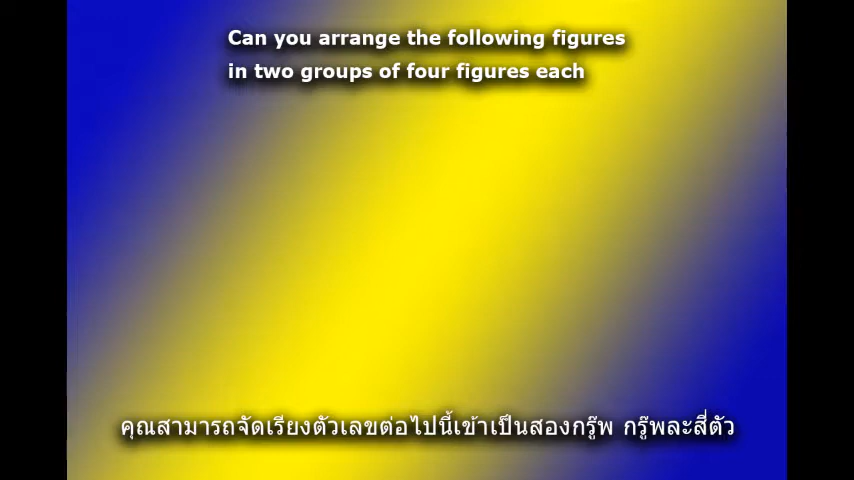 Can you arrange the following figures
in two groups of four figures each
คุณสามารถจัดเรียงตัวเลขต่อไปนี้เข้าเป็นสองกรุ๊พ กรุ๊พละสี่ตัว